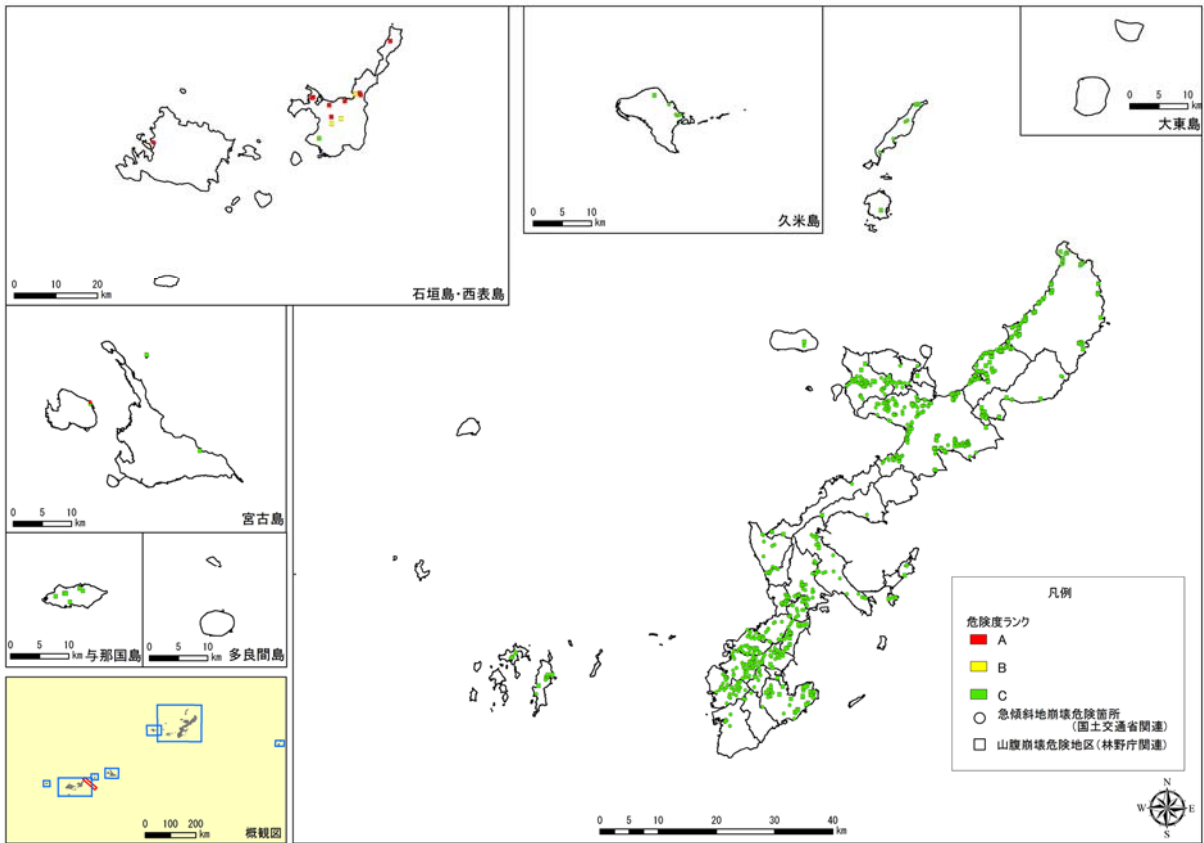 0 10 20
km
石垣島・西表島
0 5 10
km
久米島
0 5 10
km
大東島
0 5 10
km
宮古島
0 5 10
km
与那国島
0 5 10
km
多良間島
0 100 200
km
概観図
凡例
危険度ランク
A
B
C
急傾斜地崩壊危険箇所
(国土交通省関連)
山腹崩壊危険地区(林野庁関連)
N
W E
S
0 5 10 20 30 40
km